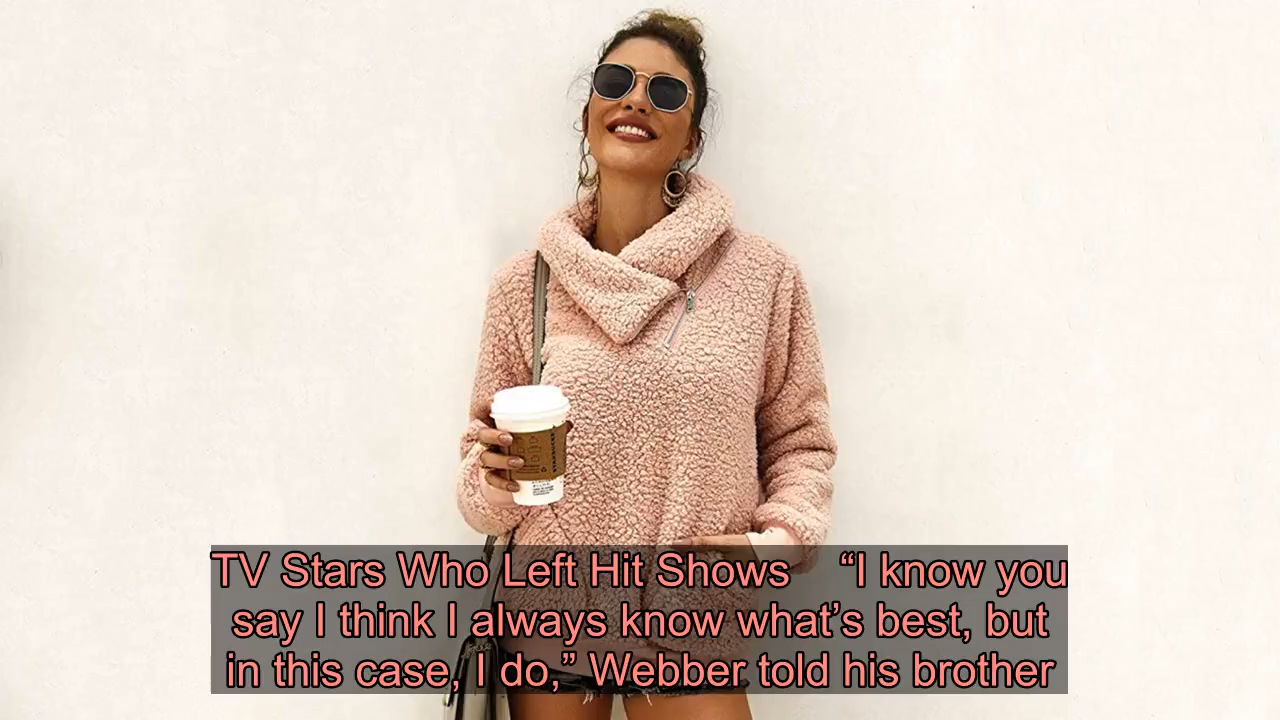 STARBUCKS
TV Stars Who Left Hit Shows “I know you
say I think I always know what’s best, but
in this case, I do,” Webber told his brother